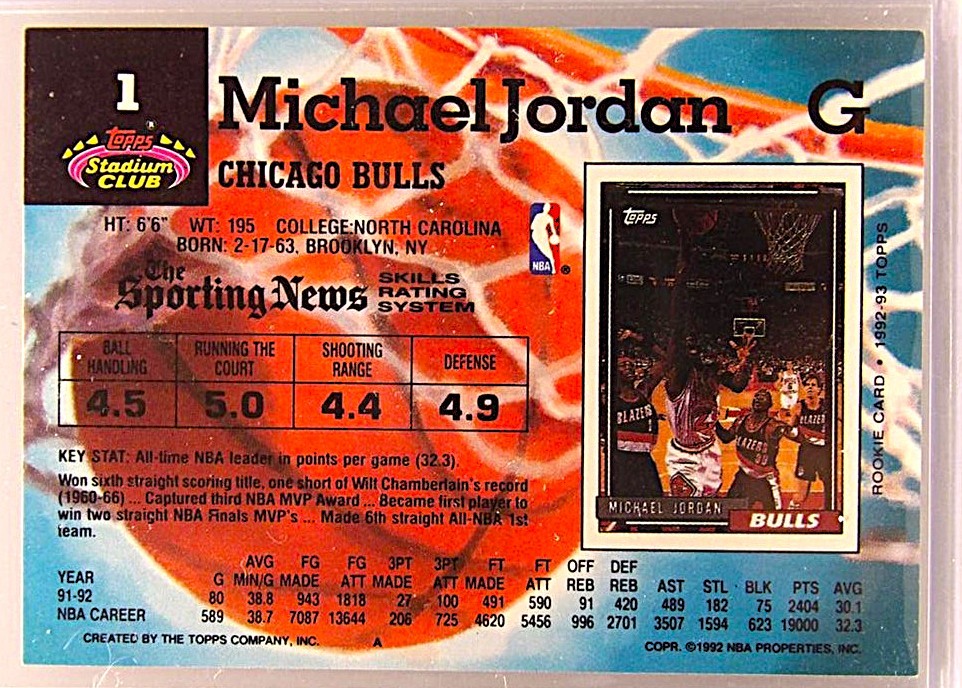 1
Topps
Stadium
CLUB
Michael Jordan G
CHICAGO BULLS
HT: 6'6" WT: 195 COLLEGE:NORTH CAROLINA
BORN: 2-17-63, BROOKLYN, NY
NBA ®
The
Sporting News
SKILLS
RATING
SYSTEM
BALL HANDLING RUNNING THE COURT SHOOTING RANGE DEFENSE
4.5 5.0 4.4 4.9
KEY STAT: All-time NBA leader in points per game (32.3).
Won sixth straight scoring title, one short of Wilt Chamberlain's record
(1960-66) ... Captured third NBA MVP Award ... Became first player to
win two straight NBA Finals MVP's ... Made 6th straight All-NBA 1st
team.
Topps
BLAZERS
BLAZERS
MICHAEL JORDAN
BULLS
ROOKIE CARD • 1992-93 TOPPS
AVG FG FG 3PT 3PT FT FT OFF DEF
YEAR G MIN/G MADE ATT MADE ATT MADE ATT REB REB AST STL BLK PTS AVG
91-92 80 38.8 943 1818 27 100 491 590 91 420 489 182 75 2404 30.1
NBA CAREER 589 38.7 7087 13644 206 725 4620 5456 996 2701 3507 1594 623 19000 32.3
CREATED BY THE TOPPS COMPANY, INC. A COPR. ©1992 NBA PROPERTIES, INC.